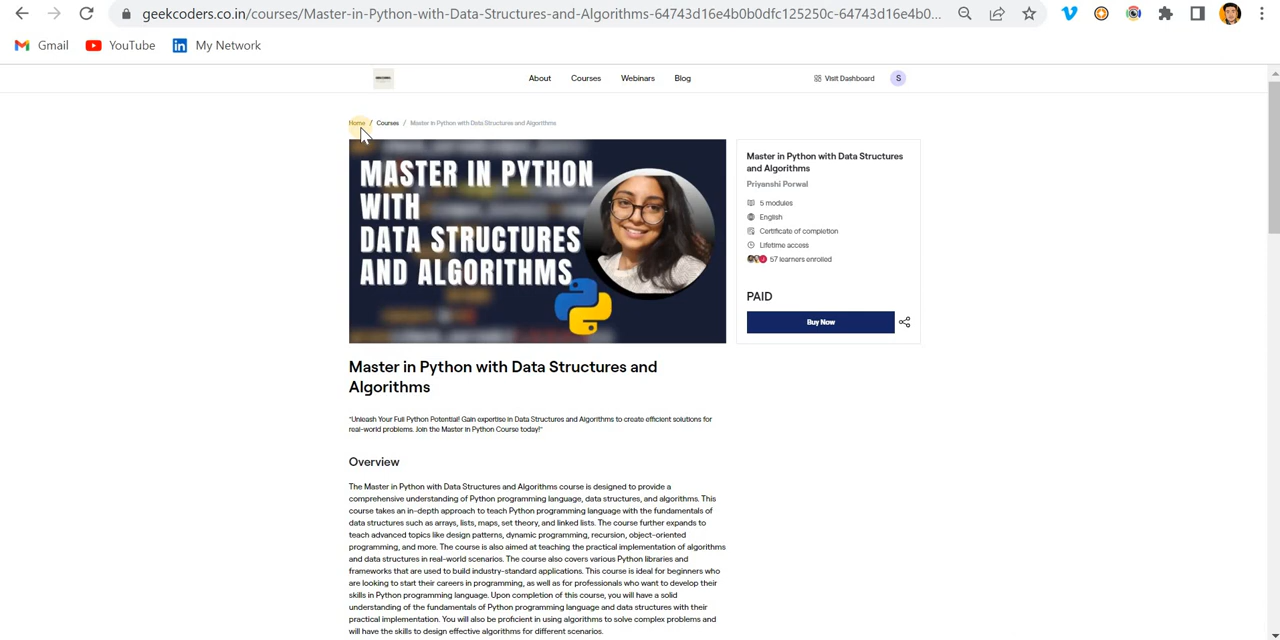 geekcoders.co.in/courses/Master-in-Python-with-Data-Structures-and-Algorithms-64743d16e4b0b0dfc125250c-64743d16e4b0...
Gmail YouTube My Network
About Courses Webinars Blog Visit Dashboard S
Home / Courses / Master in Python with Data Structures and Algorithms
MASTER IN PYTHON
WITH
DATA STRUCTURES
AND ALGORITHMS
Master in Python with Data Structures
and Algorithms
Priyanshi Porwal
5 modules
English
Certificate of completion
Lifetime access
57 learners enrolled
PAID
Buy Now
Master in Python with Data Structures and
Algorithms
"Unleash Your Full Python Potential! Gain expertise in Data Structures and Algorithms to create efficient solutions for
real-world problems. Join the Master in Python Course today!"
Overview
The Master in Python with Data Structures and Algorithms course is designed to provide a
comprehensive understanding of Python programming language, data structures, and algorithms. This
course takes an in-depth approach to teach Python programming language with the fundamentals of
data structures such as arrays, lists, maps, set theory, and linked lists. The course further expands to
teach advanced topics like design patterns, dynamic programming, recursion, object-oriented
programming, and more. The course is also aimed at teaching the practical implementation of algorithms
and data structures in real-world scenarios. The course also covers various Python libraries and
frameworks that are used to build industry-standard applications. This course is ideal for beginners who
are looking to start their careers in programming, as well as for professionals who want to develop their
skills in Python programming language. Upon completion of this course, you will have a solid
understanding of the fundamentals of Python programming language and data structures with their
practical implementation. You will also be proficient in using algorithms to solve complex problems and
will have the skills to design effective algorithms for different scenarios.